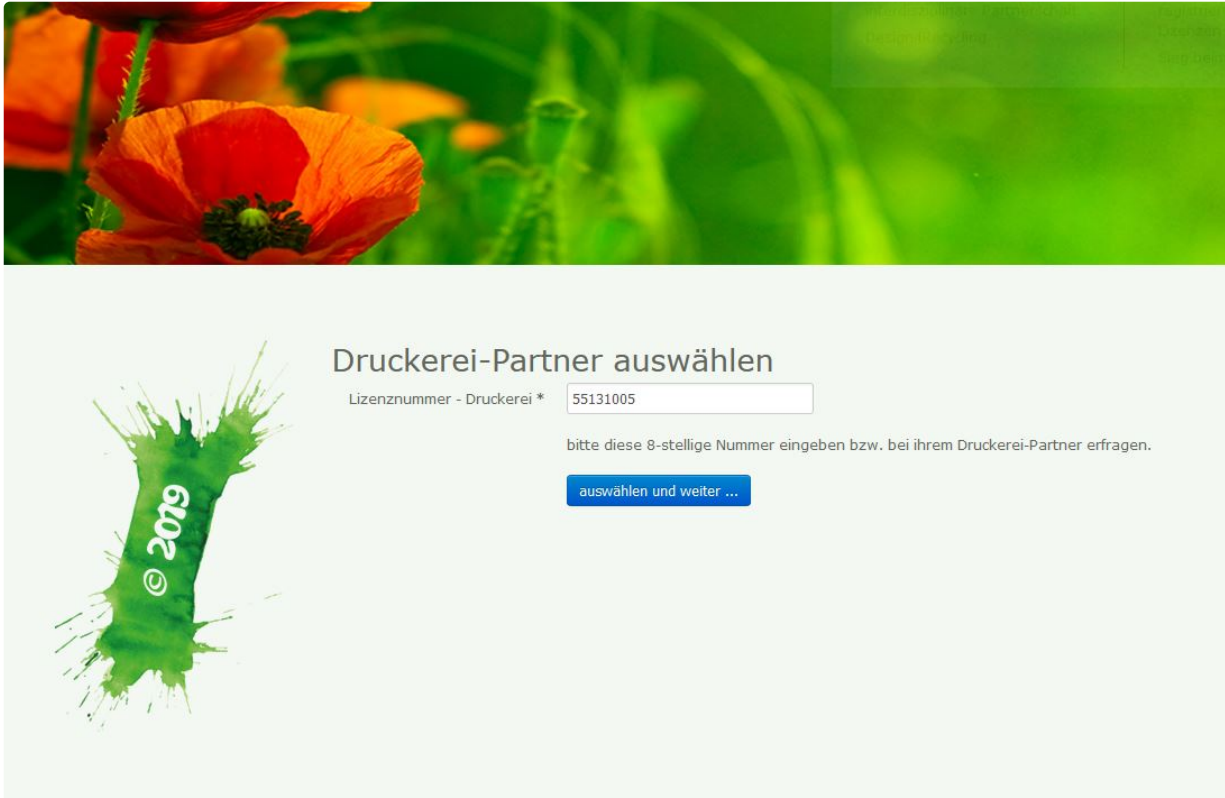 Druckerei-Partner auswählen
Lizenznummer - Druckerei *
55131005
bitte diese 8-stellige Nummer eingeben bzw. bei ihrem Druckerei-Partner erfragen.
auswählen und weiter ...
© 2019